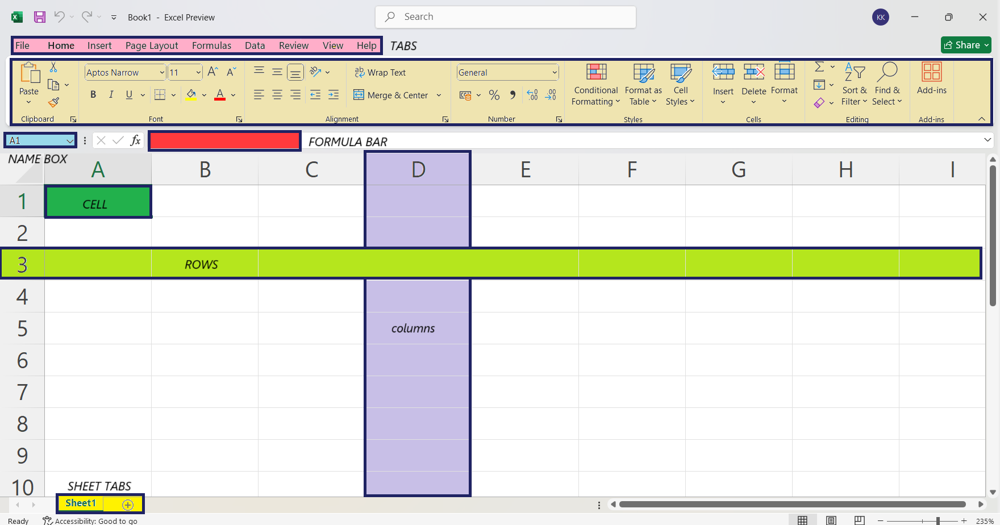 Book1 - Excel Preview
Search
KK
File Home Insert Page Layout Formulas Data Review View Help TABS
Share
Aptos Narrow 11
Wrap Text
General
Paste
B I U
A
Merge & Center
%
Conditional Formatting
Format as Table
Cell Styles
Insert
Delete
Format
Sort & Filter
Find & Select
Add-ins
Clipboard Font Alignment Number Styles Cells Editing Add-ins
A1 fx FORMULA BAR
NAME BOX
A B C D E F G H I
1 CELL
2
3 ROWS
4
5 columns
6
7
8
9
10 SHEET TABS
Sheet1
Ready Accessibility: Good to go 235%